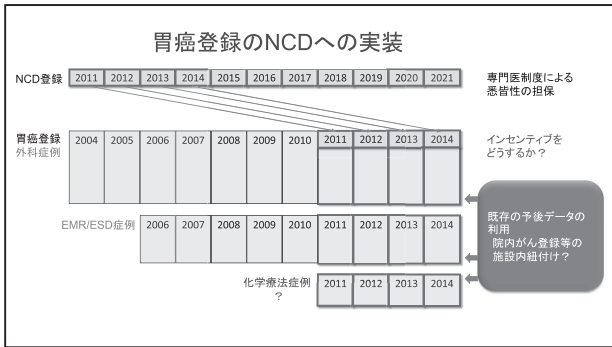 胃癌登録のNCDへの実装
NCD登録 2011 2012 2013 2014 2015 2016 2017 2018 2019 2020 2021
専門医制度による
悉皆性の担保
胃癌登録
外科症例
2004 2005 2006 2007 2008 2009 2010 2011 2012 2013 2014
インセンティブを
どうするか？
EMR/ESD症例 2006 2007 2008 2009 2010 2011 2012 2013 2014
既存の予後データの
利用
院内がん登録等の
施設内紐付け？
化学療法症例
？
2011 2012 2013 2014